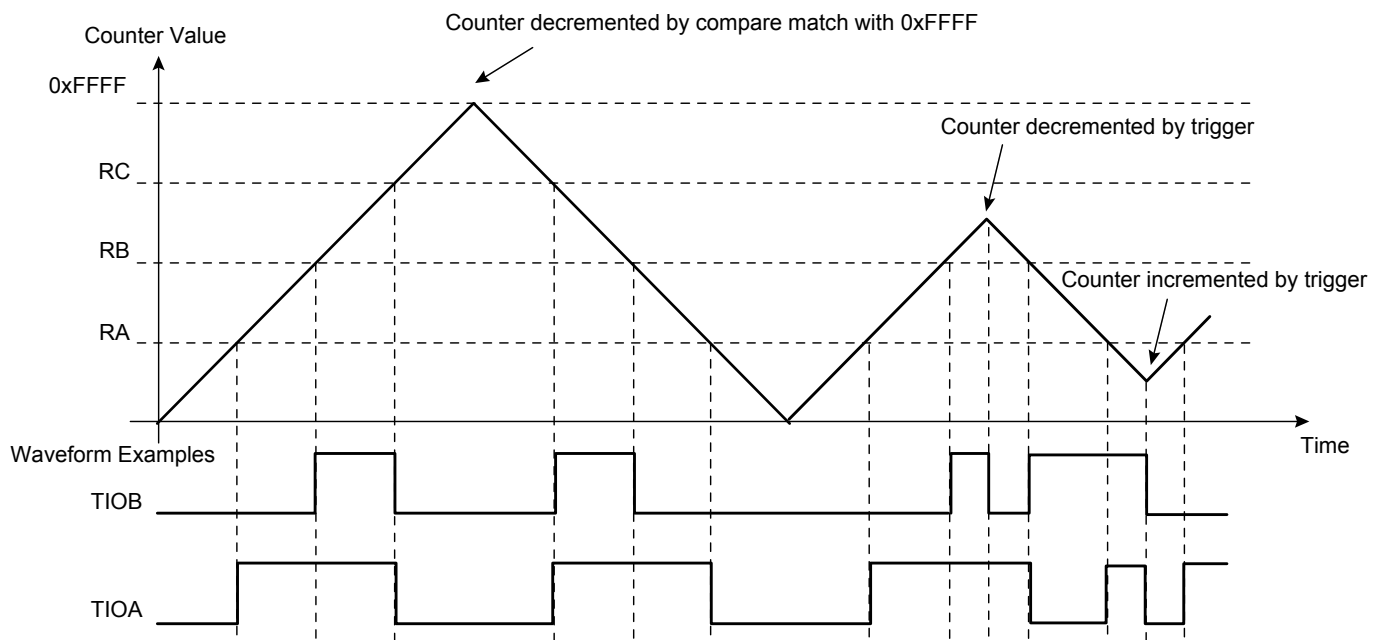 Counter decremented by compare match with 0xFFFF
Counter Value
0xFFFF
Counter decremented by trigger
RC
RB
Counter incremented by trigger
RA
Time
Waveform Examples
TIOB
TIOA